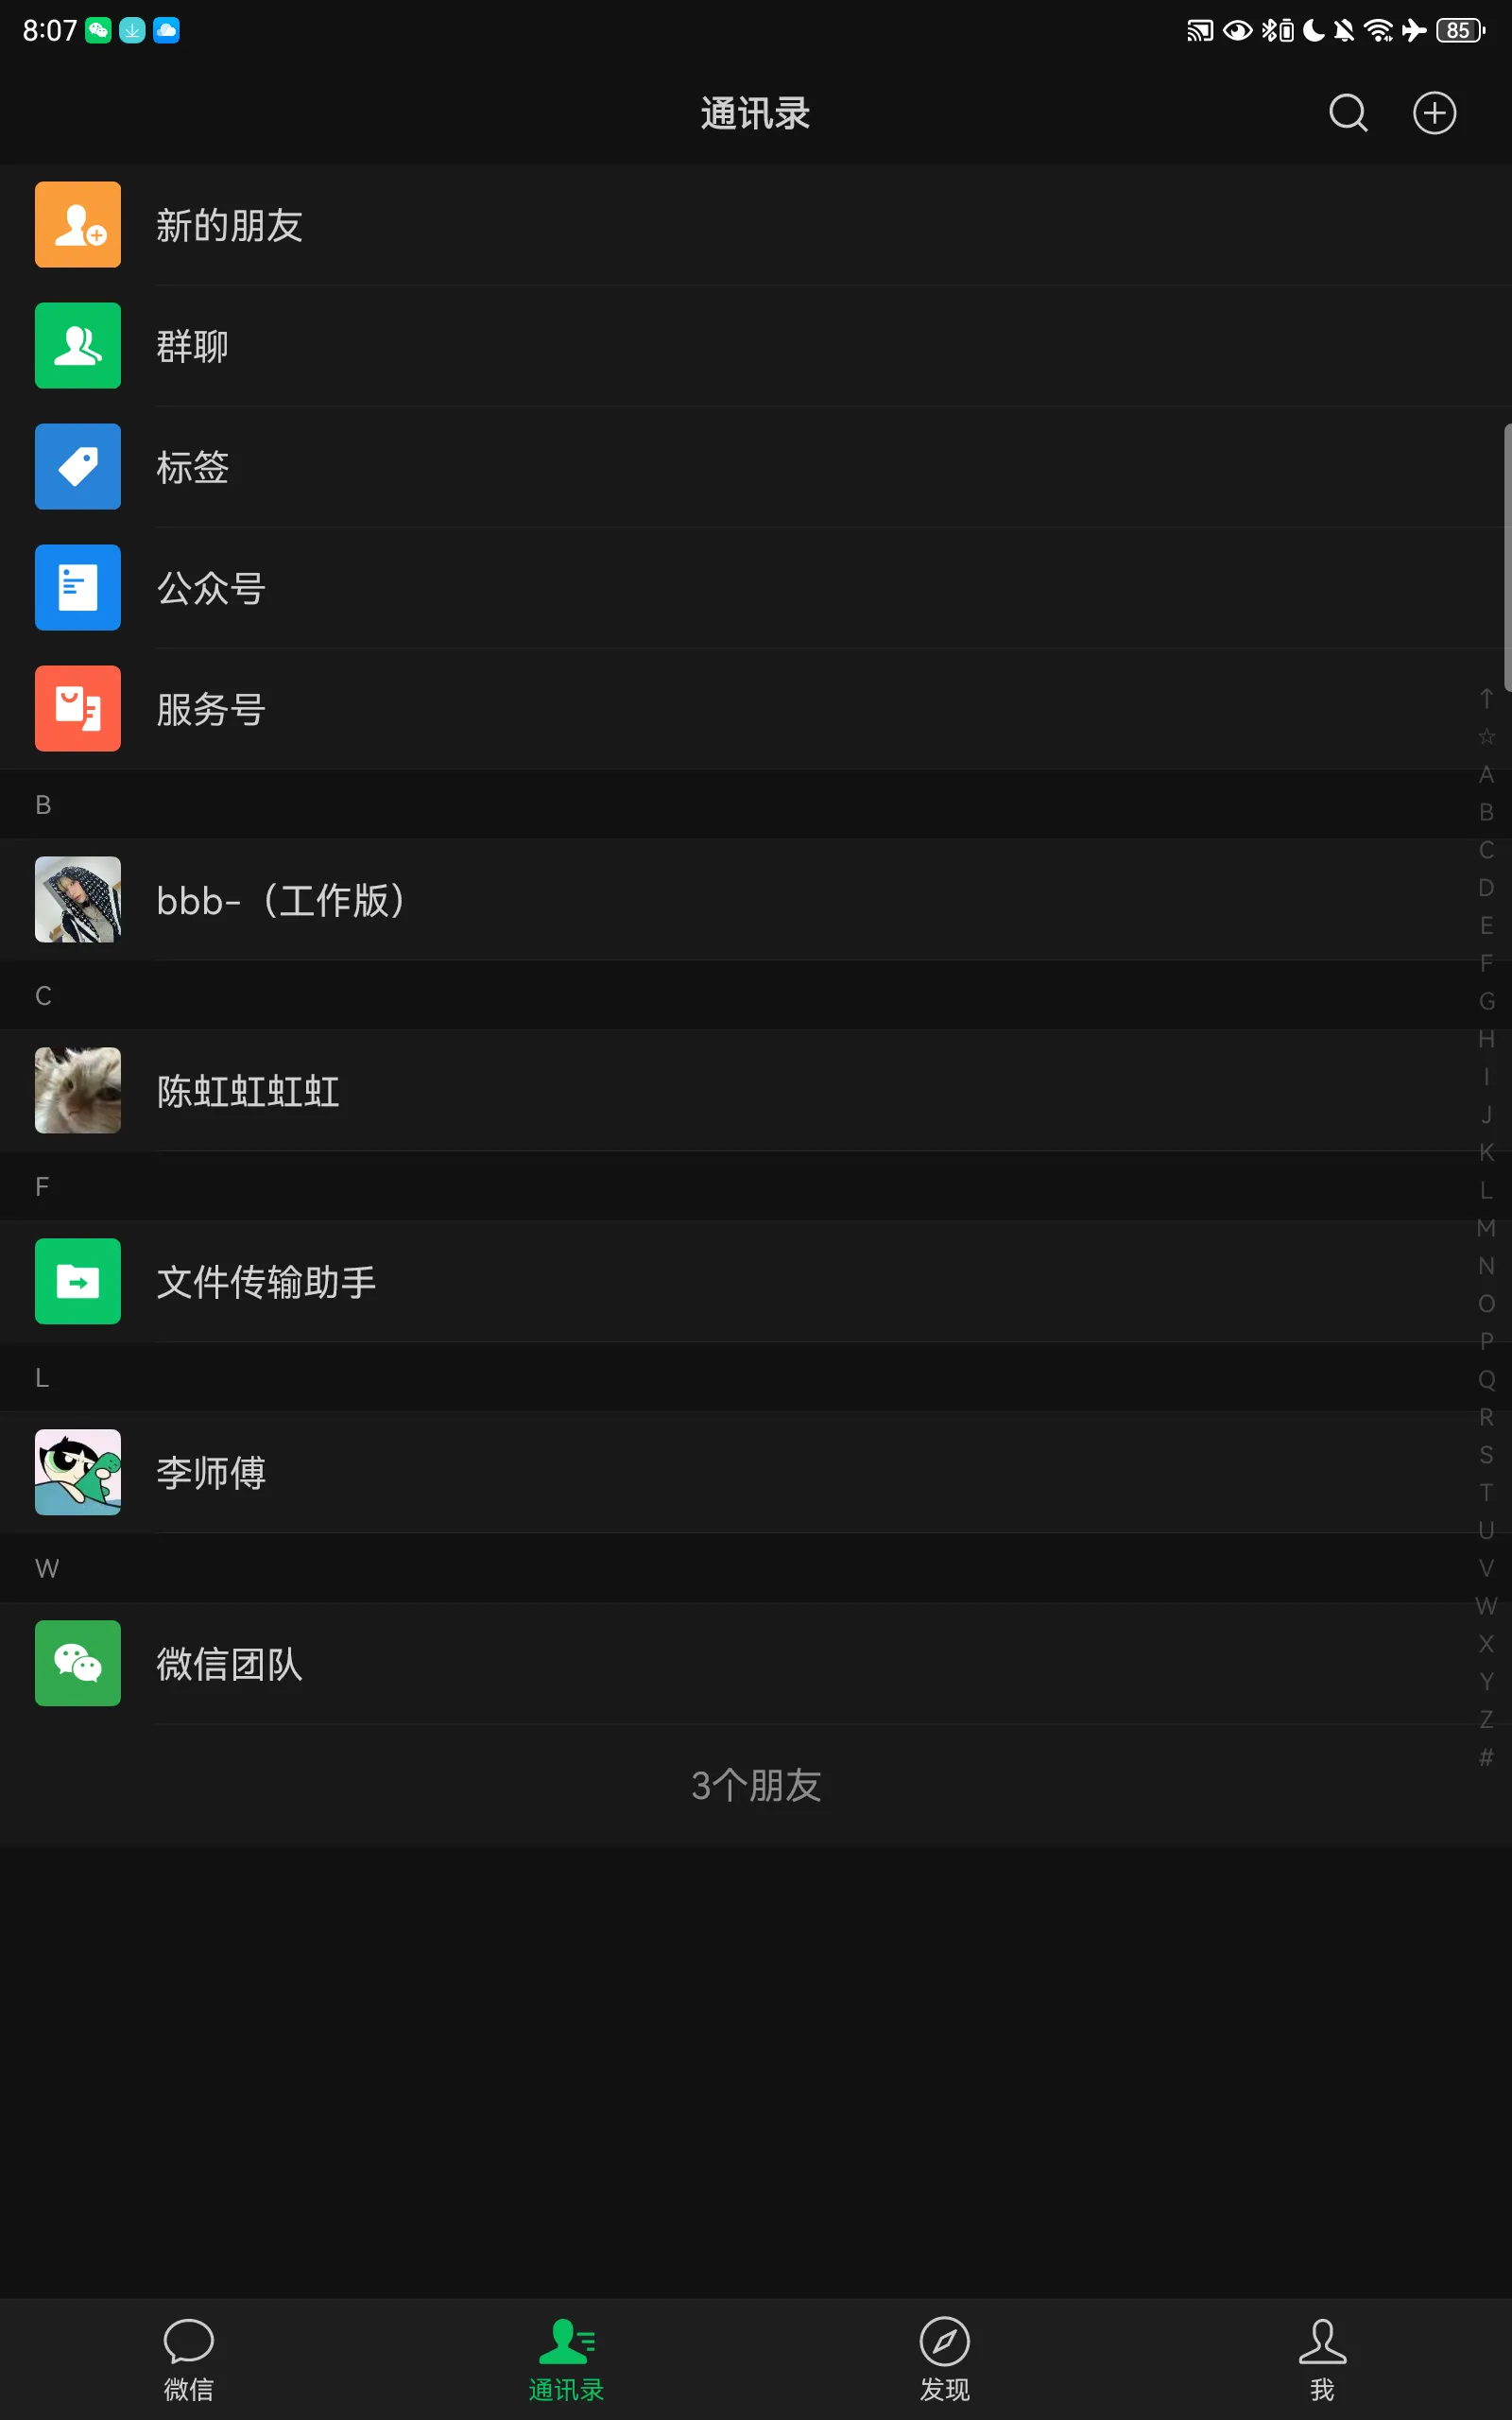 8:07
85
通讯录
新的朋友
群聊
标签
公众号
服务号
B
bbb-（工作版）
C
陈虹虹虹虹
F
文件传输助手
L
李师傅
W
微信团队
3个朋友
↑
☆
A
B
C
D
E
F
G
H
I
J
K
L
M
N
O
P
Q
R
S
T
U
V
W
X
Y
Z
#
微信
通讯录
发现
我